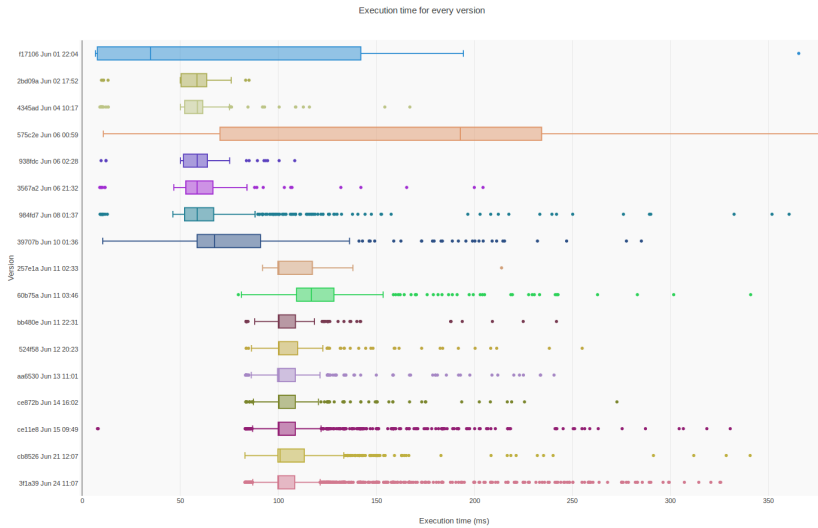 Execution time for every version
f17106 Jun 01 22:04
2bd09a Jun 02 17:52
4345ad Jun 04 10:17
575c2e Jun 06 00:59
938fdc Jun 06 02:28
3567a2 Jun 06 21:32
984fd7 Jun 08 01:37
39707b Jun 10 01:36
257e1a Jun 11 02:33
60b75a Jun 11 03:46
bb480e Jun 11 22:31
524f58 Jun 12 20:23
aa6530 Jun 13 11:01
ce872b Jun 14 16:02
ce11e8 Jun 15 09:49
cb8526 Jun 21 12:07
3f1a39 Jun 24 11:07
Version
0 50 100 150 200 250 300 350
Execution time (ms)